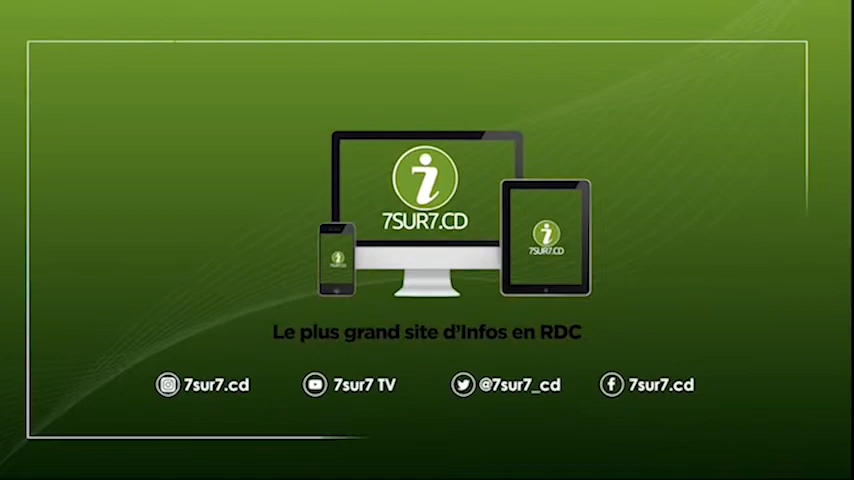 7SUR7.CD
7SUR7.CD
7SUR7.CD
Le plus grand site d'Infos en RDC
7sur7.cd
7sur7 TV
@7sur7_cd
7sur7.cd